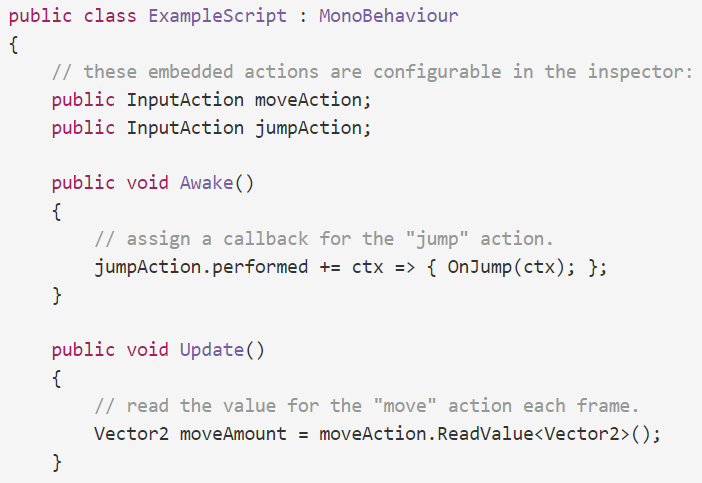 public class ExampleScript : MonoBehaviour
{
    // these embedded actions are configurable in the inspector:
    public InputAction moveAction;
    public InputAction jumpAction;

    public void Awake()
    {
        // assign a callback for the "jump" action.
        jumpAction.performed += ctx => { OnJump(ctx); };
    }

    public void Update()
    {
        // read the value for the "move" action each frame.
        Vector2 moveAmount = moveAction.ReadValue<Vector2>();
    }